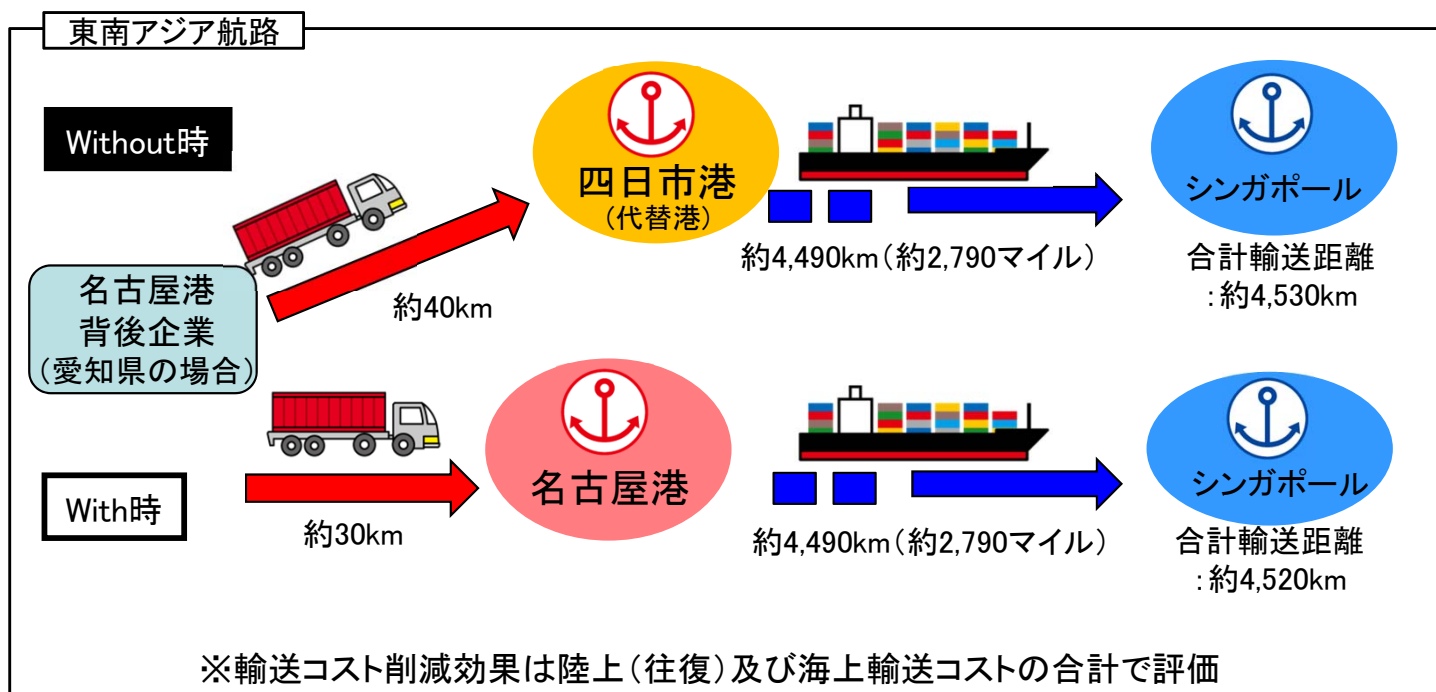 東南アジア航路
Without時
四日市港
(代替港)
シンガポール
約4,490km(約2,790マイル)
合計輸送距離
:約4,530km
約40km
名古屋港
背後企業
(愛知県の場合)
With時
約30km
名古屋港
シンガポール
約4,490km(約2,790マイル)
合計輸送距離
:約4,520km
※輸送コスト削減効果は陸上(往復)及び海上輸送コストの合計で評価